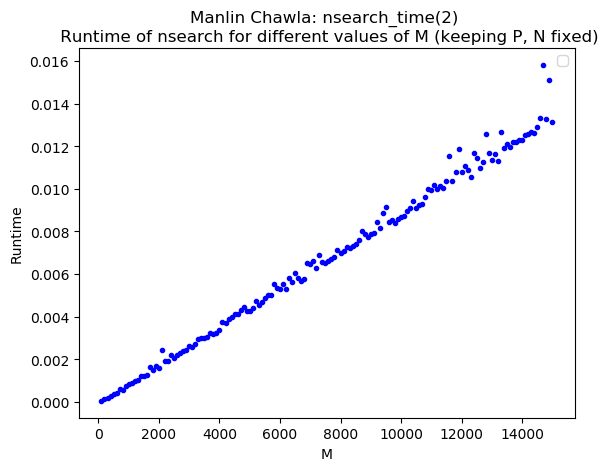 Manlin Chawla: nsearch_time(2)
Runtime of nsearch for different values of M (keeping P, N fixed)
0.016
0.014
0.012
0.010
0.008
0.006
0.004
0.002
0.000
Runtime
0 2000 4000 6000 8000 10000 12000 14000
M